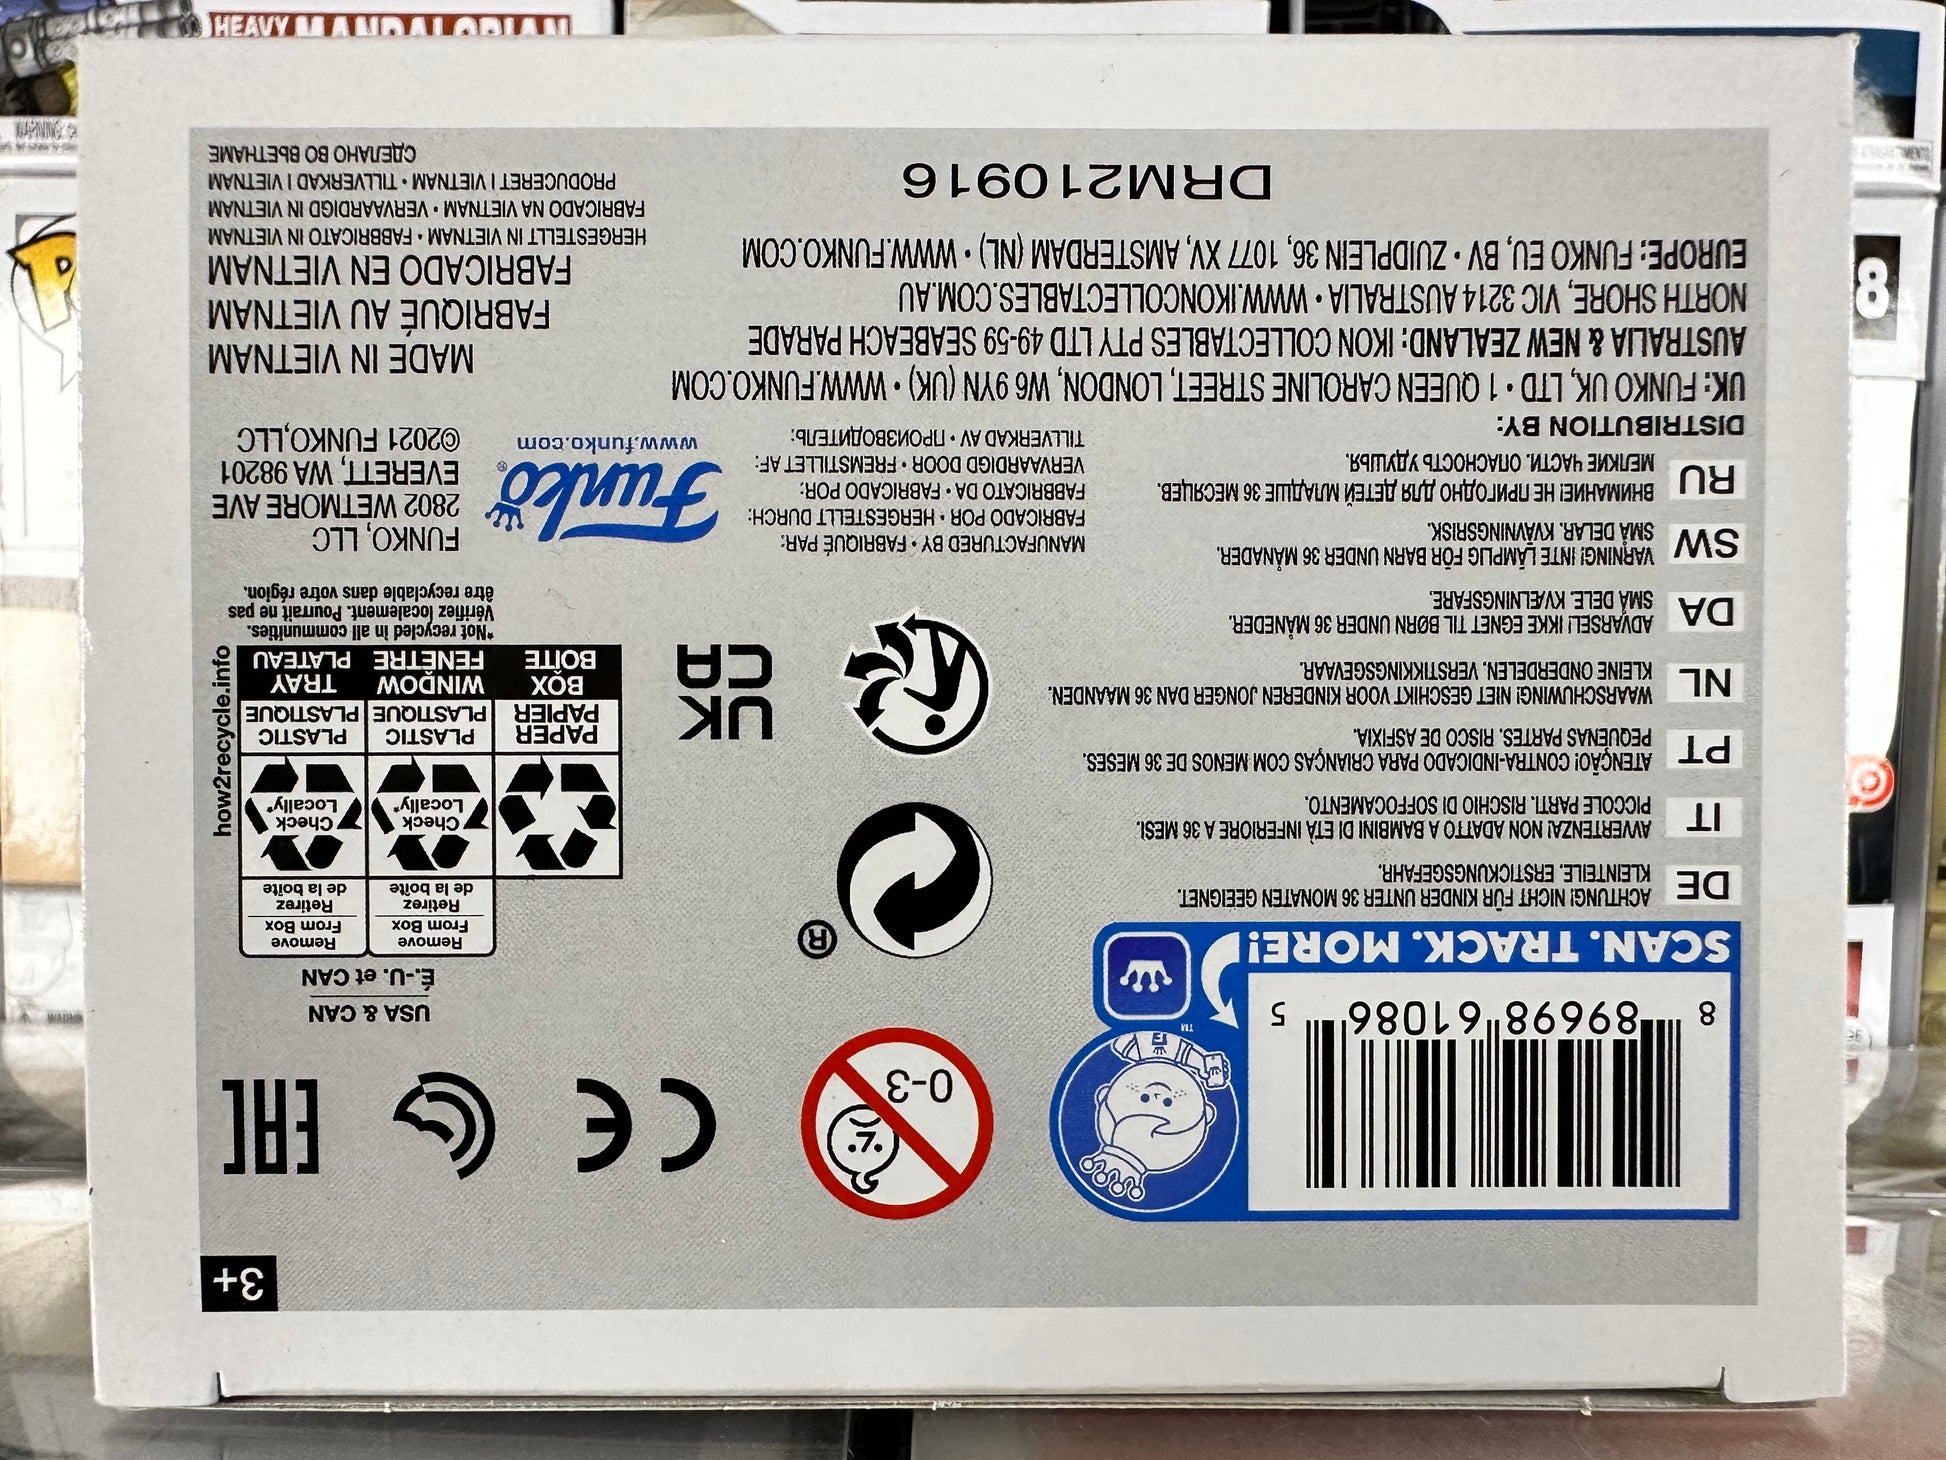 3+
8 89698 61086 5
SCAN. TRACK. MORE!
TM
0-3
®
USA & CAN
É.-U. et CAN
Remove
From Box
Retirez
de la boîte
Remove
From Box
Retirez
de la boîte
Check
Locally*
Check
Locally*
PAPER
PAPIER
BOX
BOÎTE
PLASTIC
PLASTIQUE
WINDOW
FENÊTRE
PLASTIC
PLASTIQUE
TRAY
PLATEAU
how2recycle.info
*Not recycled in all communities.
Vérifiez localement. Pourrait ne pas
être recyclable dans votre région.
UK
CA
CE
EAC
DE
ACHTUNG! NICHT FÜR KINDER UNTER 36 MONATEN GEEIGNET.
KLEINTEILE. ERSTICKUNGSGEFAHR.
IT
AVVERTENZA! NON ADATTO A BAMBINI DI ETÀ INFERIORE A 36 MESI.
PICCOLE PARTI. RISCHIO DI SOFFOCAMENTO.
PT
ATENÇÃO! CONTRA-INDICADO PARA CRIANÇAS COM MENOS DE 36 MESES.
PEQUENAS PARTES. RISCO DE ASFIXIA.
NL
WAARSCHUWING! NIET GESCHIKT VOOR KINDEREN JONGER DAN 36 MAANDEN.
KLEINE ONDERDELEN. VERSTIKKINGSGEVAAR.
DA
ADVARSEL! IKKE EGNET TIL BØRN UNDER 36 MÅNEDER.
SMÅ DELE. KVÆLNINGSFARE.
SW
VARNING! INTE LÄMPLIG FÖR BARN UNDER 36 MÅNADER.
SMÅ DELAR. KVÄVNINGSRISK.
RU
ВНИМАНИЕ! НЕ ПРИГОДНО ДЛЯ ДЕТЕЙ МЛАДШЕ 36 МЕСЯЦЕВ.
МЕЛКИЕ ЧАСТИ. ОПАСНОСТЬ УДУШЬЯ.
MANUFACTURED BY • FABRIQUÉ PAR:
FABRICADO POR • HERGESTELLT DURCH:
FABBRICATO DA • FABRICADO POR:
VERVAARDIGD DOOR • FREMSTILLET AF:
TILLVERKAD AV • ПРОИЗВОДИТЕЛЬ:
Funko®
www.funko.com
FUNKO, LLC
2802 WETMORE AVE
EVERETT, WA 98201
©2021 FUNKO,LLC
DISTRIBUTION BY:
UK: FUNKO UK, LTD • 1 QUEEN CAROLINE STREET, LONDON, W6 9YN (UK) • WWW.FUNKO.COM
AUSTRALIA & NEW ZEALAND: IKON COLLECTABLES PTY LTD 49-59 SEABEACH PARADE
NORTH SHORE, VIC 3214 AUSTRALIA • WWW.IKONCOLLECTABLES.COM.AU
EUROPE: FUNKO EU, BV • ZUIDPLEIN 36, 1077 XV, AMSTERDAM (NL) • WWW.FUNKO.COM
DRM210916
MADE IN VIETNAM
FABRIQUÉ AU VIETNAM
FABRICADO EN VIETNAM
HERGESTELLT IN VIETNAM • FABBRICATO IN VIETNAM
FABRICADO NA VIETNAM • VERVAARDIGD IN VIETNAM
PRODUCERET I VIETNAM • TILLVERKAD I VIETNAM
СДЕЛАНО ВО ВЬЕТНАМЕ
HEAVY MANDALORIAN
WARNING:
8